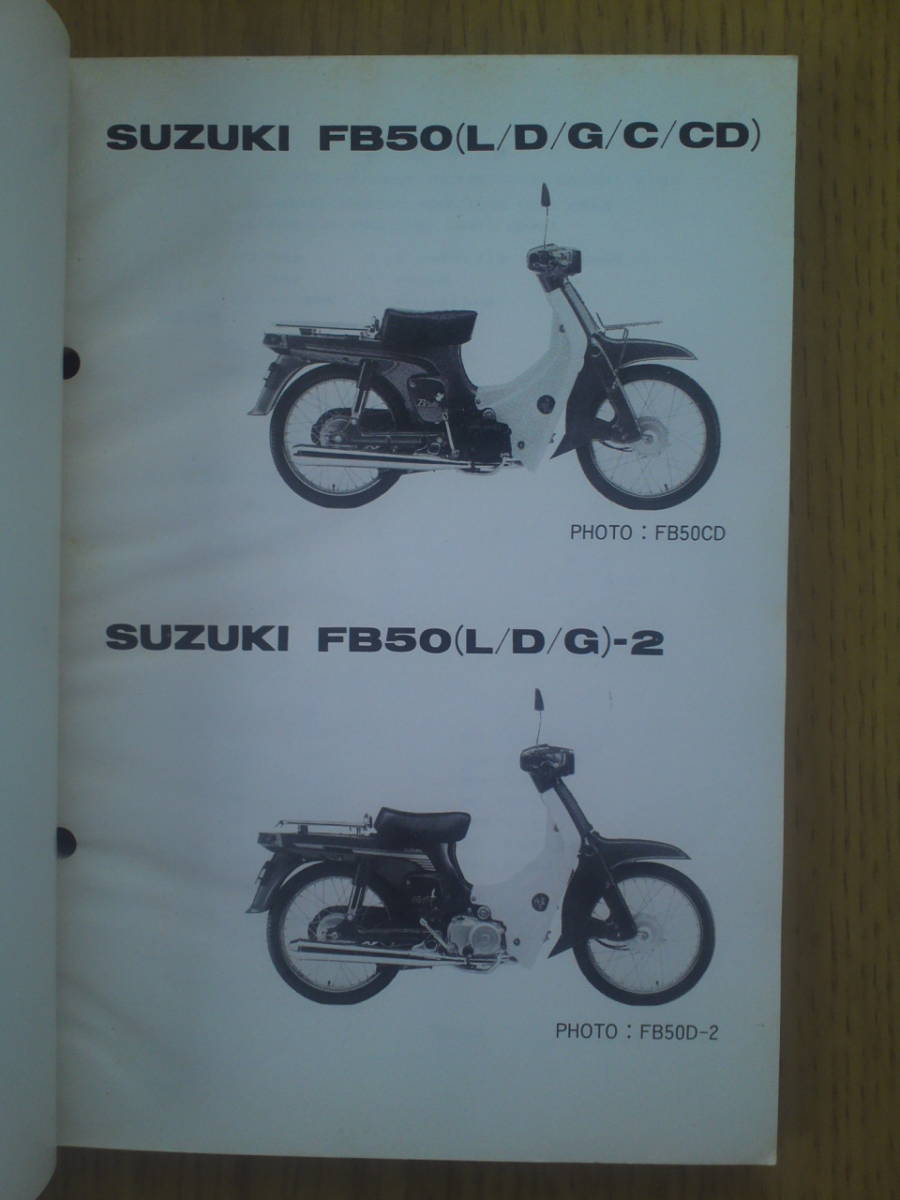 SUZUKI FB50(L/D/G/C/CD)
PHOTO：FB50CD
SUZUKI FB50(L/D/G)-2
PHOTO：FB50D-2